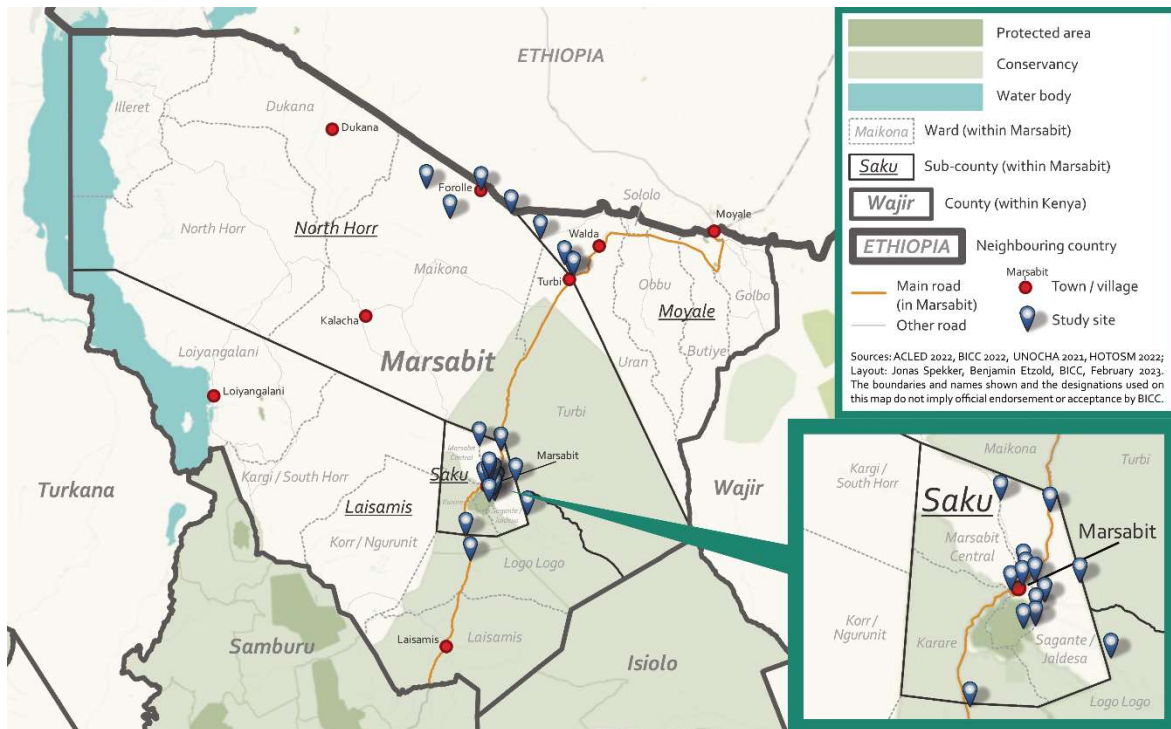 ETHIOPIA
Illeret
Dukana
Dukana
Forolle
Sololo
Moyale
Walda
North Horr
North Horr
Maikona
Turbi
Obbu
Golbo
Moyale
Kalacha
Butiye
Uran
Loiyangalani
Marsabit
Loiyangalani
Turbi
Marsabit
Central
Marsabit
Saku
Kargi / South Horr
Karare
Sagante /
Jaldesa
Turkana
Laisamis
Wajir
Korr / Ngurunit
Logo Logo
Laisamis
Laisamis
Samburu
Isiolo
Protected area
Conservancy
Water body
Maikona
Ward (within Marsabit)
Saku
Sub-county (within Marsabit)
Wajir
County (within Kenya)
ETHIOPIA
Neighbouring country
Main road
(in Marsabit)
Other road
Marsabit
Town / village
Study site
Sources: ACLED 2022, BICC 2022, UNOCHA 2021, HOTOSM 2022;
Layout: Jonas Spekker, Benjamin Etzold, BICC, February 2023.
The boundaries and names shown and the designations used on
this map do not imply official endorsement or acceptance by BICC.
Maikona
Turbi
Kargi /
South Horr
Saku
Marsabit
Central
Marsabit
Korr /
Ngurunit
Karare
Sagante /
Jaldesa
Logo Logo